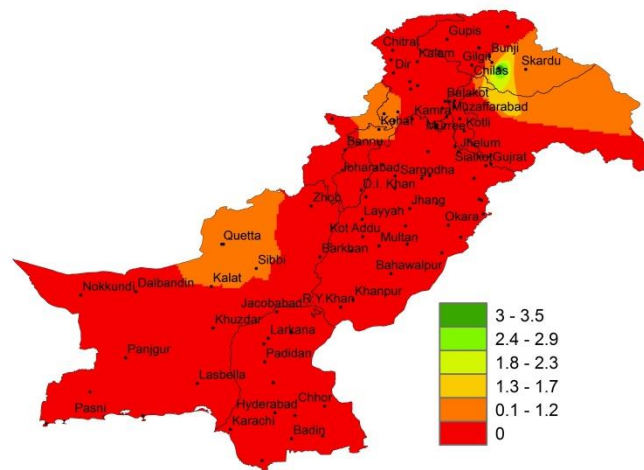 Gupis
Chitral
Kalam
Bunji
Gilgit
Dir
Skardu
Chilas
Balakot
Kamra
Muzaffarabad
Kohat
Murree
Kotli
Bannu
Jhelum
Joharabad
Sialkot
Gujrat
Sargodha
D.I. Khan
Zhob
Jhang
Layyah
Okara
Kot Addu
Quetta
Multan
Barkhan
Sibbi
Bahawalpur
Kalat
Dalbandin
Nokkundi
R.Y.Khan
Khanpur
Jacobabad
3 - 3.5
Khuzdar
2.4 - 2.9
Larkana
1.8 - 2.3
Panjgur
Padidan
1.3 - 1.7
Lasbella
0.1 - 1.2
Pasni
Hyderabad
Chhor
0
Karachi
Badin